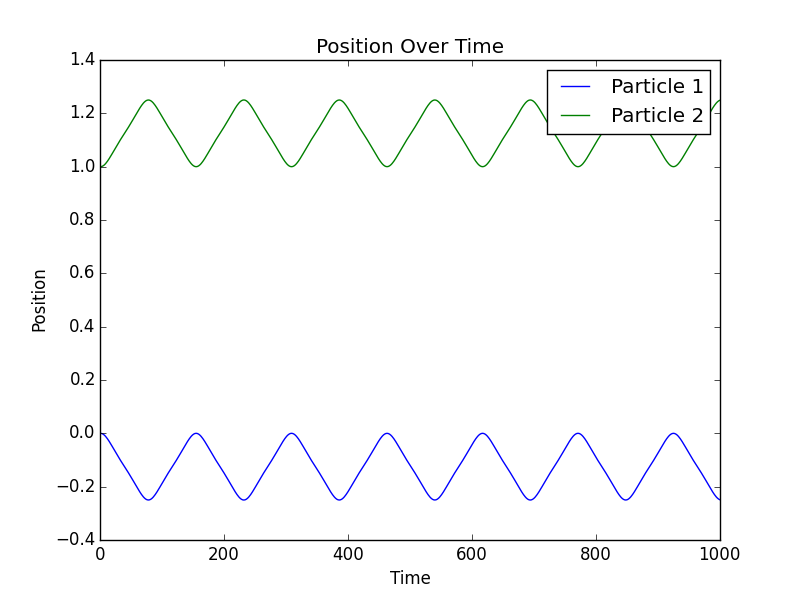 Position Over Time
Particle 1
Particle 2
1.4
1.2
1.0
0.8
0.6
0.4
0.2
0.0
−0.2
−0.4
Position
0 200 400 600 800 1000
Time